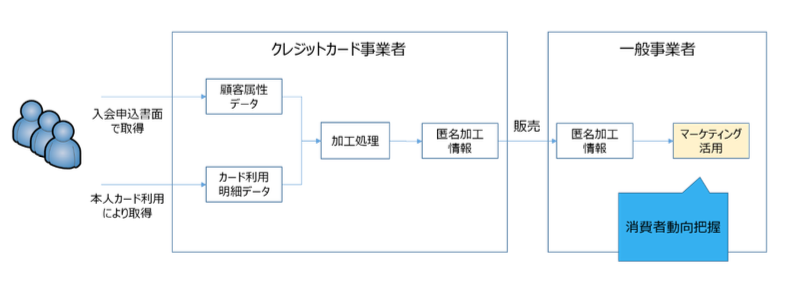 クレジットカード事業者
一般事業者
入会申込書面
で取得
顧客属性
データ
加工処理
匿名加工
情報
販売
匿名加工
情報
マーケティング
活用
本人カード利用
により取得
カード利用
明細データ
消費者動向把握